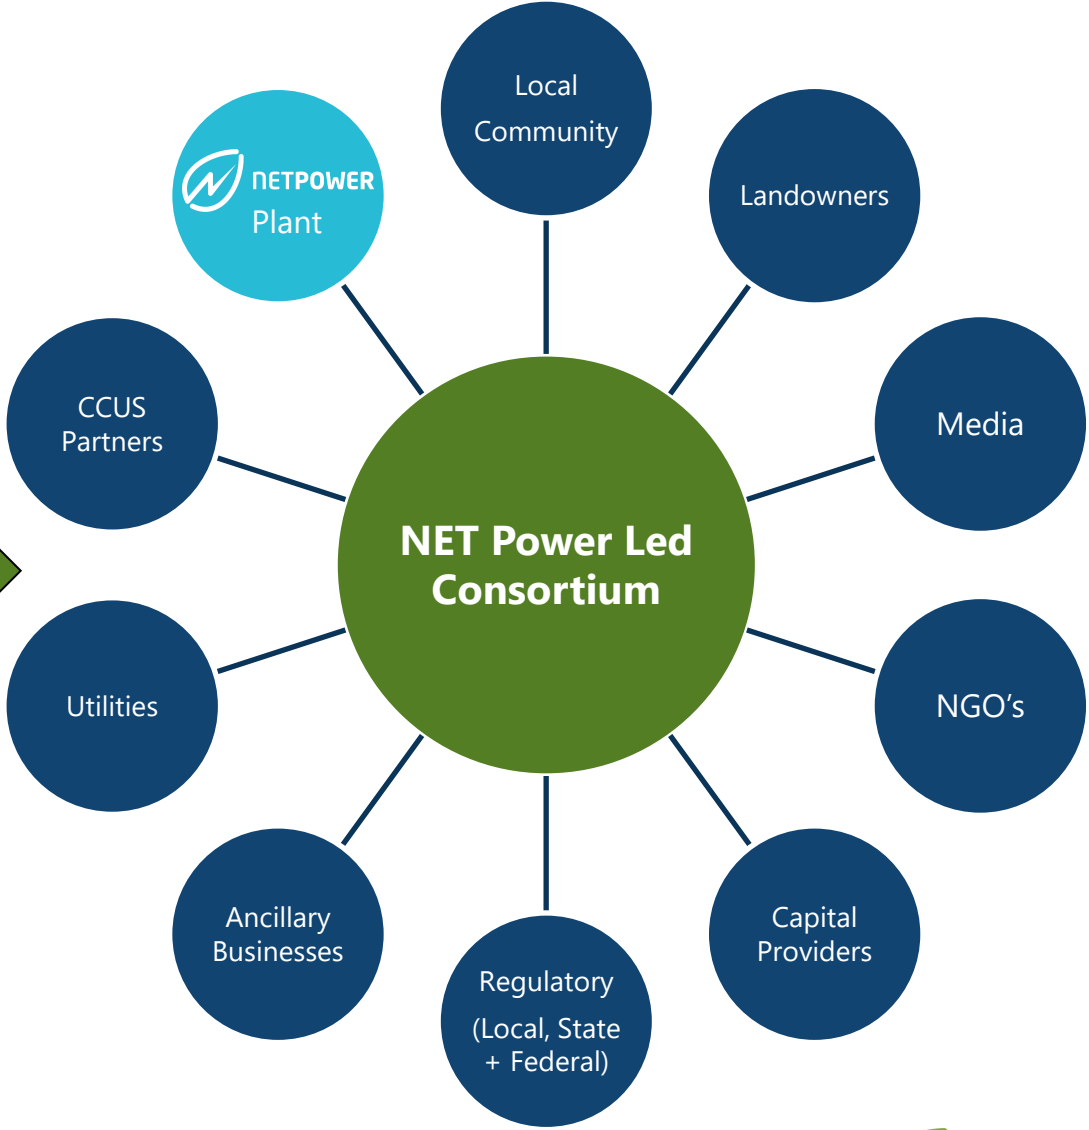 Local
Community
NETPOWER
Plant
Landowners
CCUS
Partners
Media
NET Power Led
Consortium
Utilities
NGO’s
Ancillary
Businesses
Capital
Providers
Regulatory
(Local, State
+ Federal)